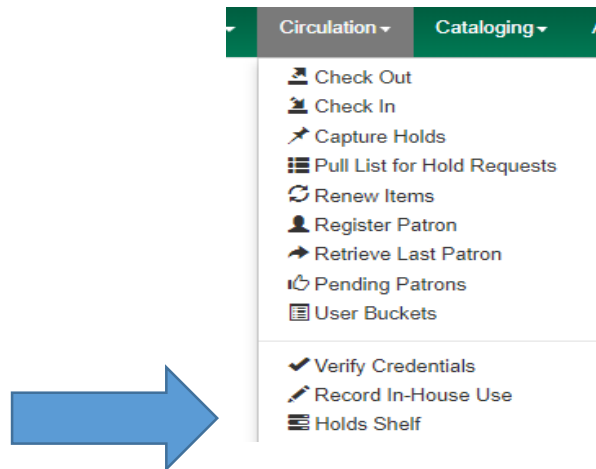 Circulation Cataloging
Check Out
Check In
Capture Holds
Pull List for Hold Requests
Renew Items
Register Patron
Retrieve Last Patron
Pending Patrons
User Buckets
Verify Credentials
Record In-House Use
Holds Shelf